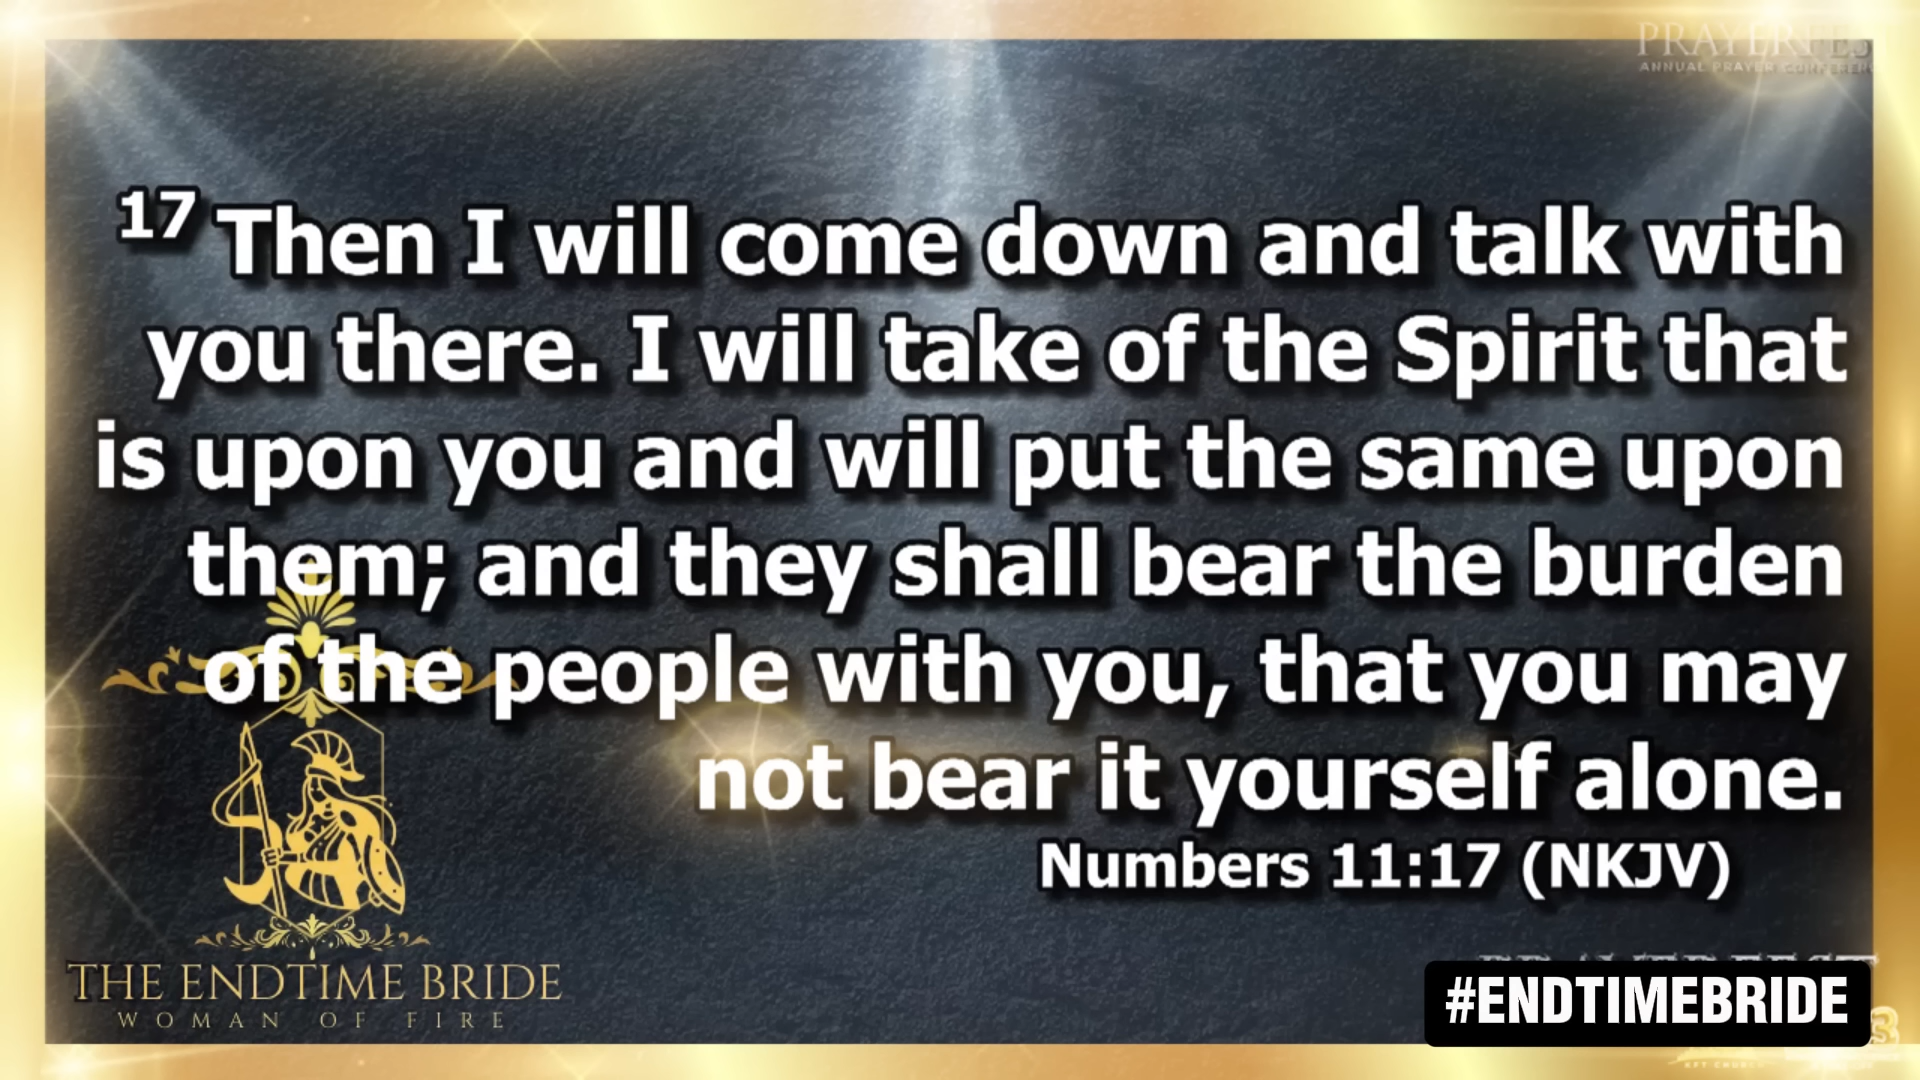 PRAYERFES
ANNUAL PRAYER CONFERENC
17 Then I will come down and talk with
you there. I will take of the Spirit that
is upon you and will put the same upon
them; and they shall bear the burden
of the people with you, that you may
not bear it yourself alone.
Numbers 11:17 (NKJV)
THE ENDTIME BRIDE
WOMAN OF FIRE
#ENDTIMEBRIDE